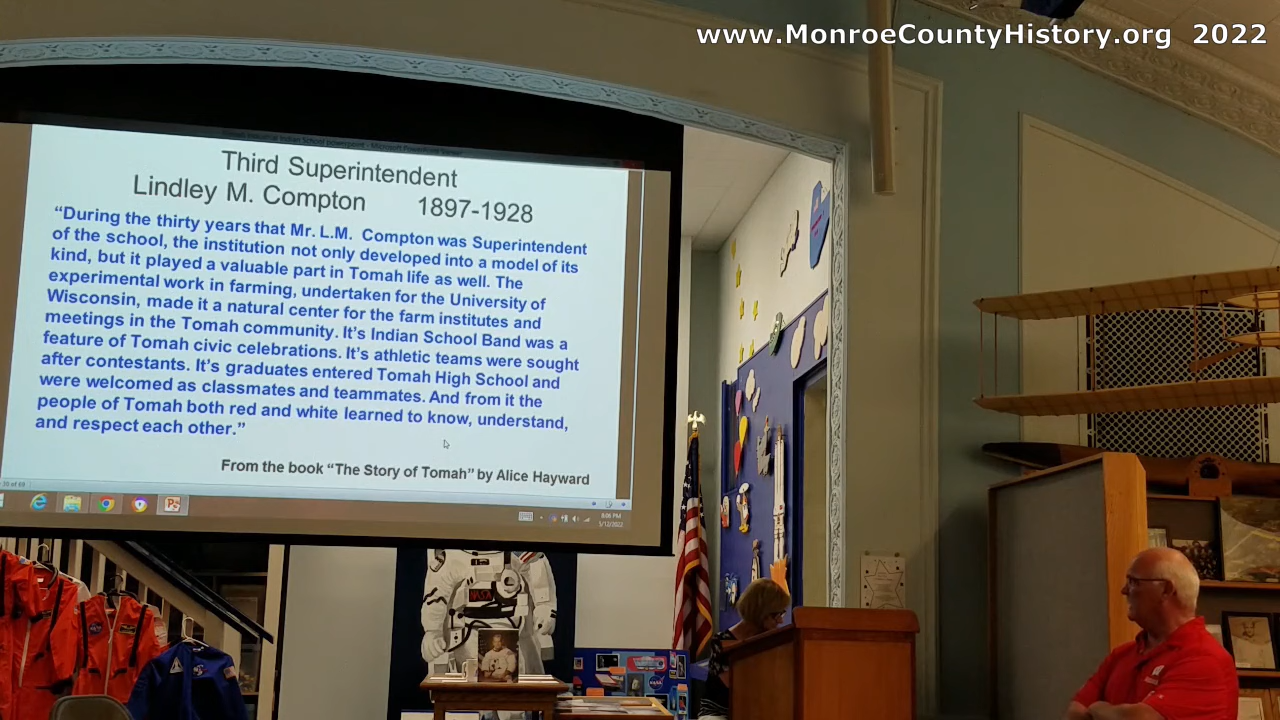 www.MonroeCountyHistory.org 2022
Third Superintendent
Lindley M. Compton 1897-1928
“During the thirty years that Mr. L.M. Compton was Superintendent
of the school, the institution not only developed into a model of its
kind, but it played a valuable part in Tomah life as well. The
experimental work in farming, undertaken for the University of
Wisconsin, made it a natural center for the farm institutes and
meetings in the Tomah community. It’s Indian School Band was a
feature of Tomah civic celebrations. It’s athletic teams were sought
after contestants. It’s graduates entered Tomah High School and
were welcomed as classmates and teammates. And from it the
people of Tomah both red and white learned to know, understand,
and respect each other.”
From the book “The Story of Tomah” by Alice Hayward
8:06 PM
5/12/2022
NASA